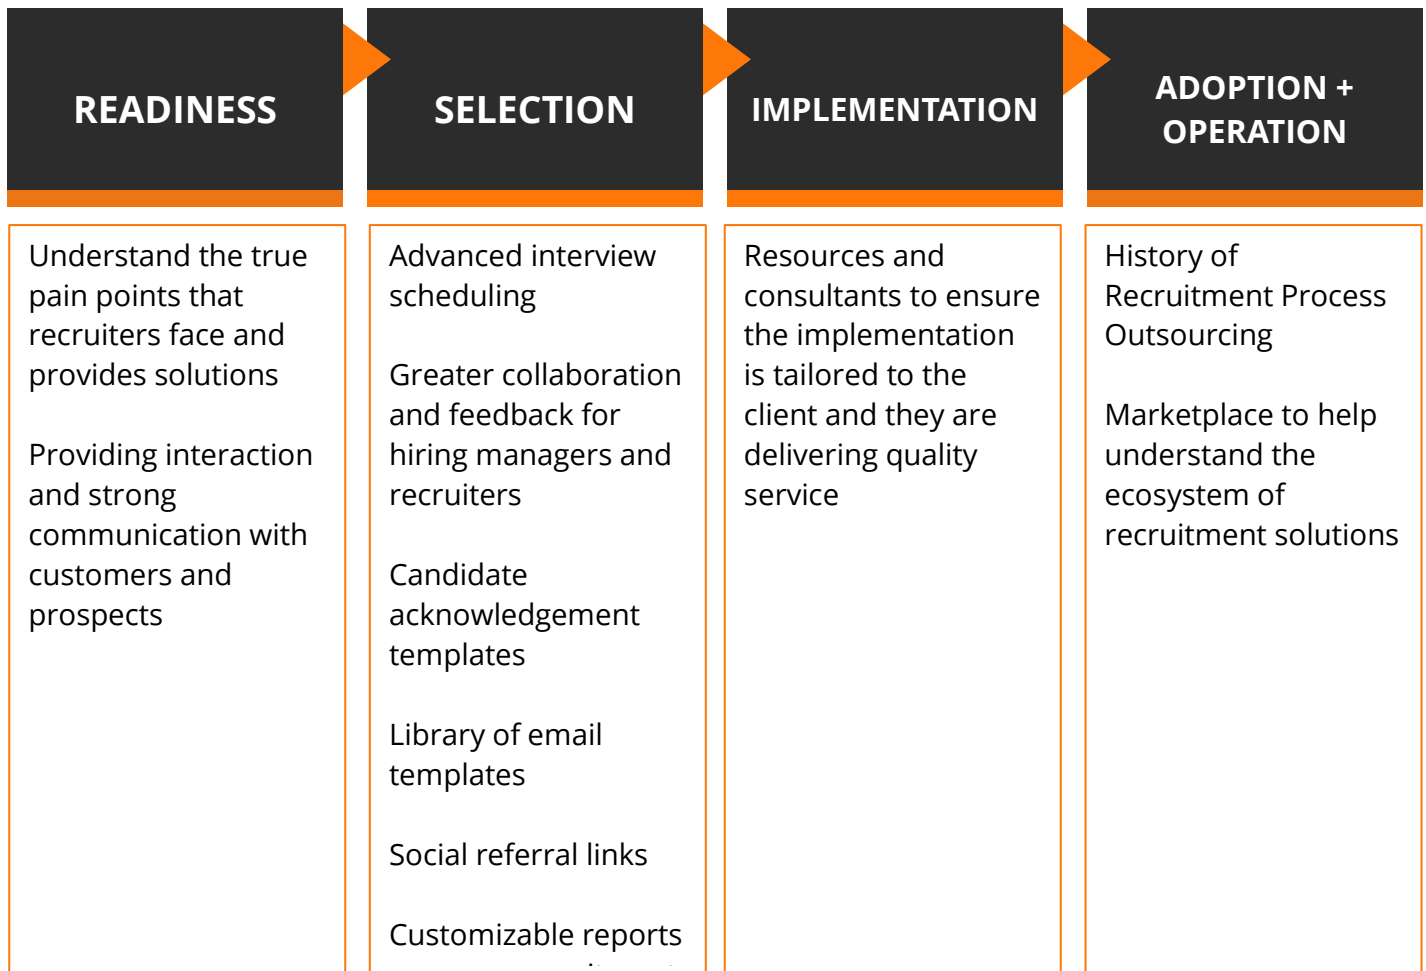 READINESS
SELECTION
IMPLEMENTATION
ADOPTION +
OPERATION
Understand the true
pain points that
recruiters face and
provides solutions
Providing interaction
and strong
communication with
customers and
prospects
Advanced interview
scheduling
Greater collaboration
and feedback for
hiring managers and
recruiters
Candidate
acknowledgement
templates
Library of email
templates
Social referral links
Customizable reports
Resources and
consultants to ensure
the implementation
is tailored to the
client and they are
delivering quality
service
History of
Recruitment Process
Outsourcing
Marketplace to help
understand the
ecosystem of
recruitment solutions